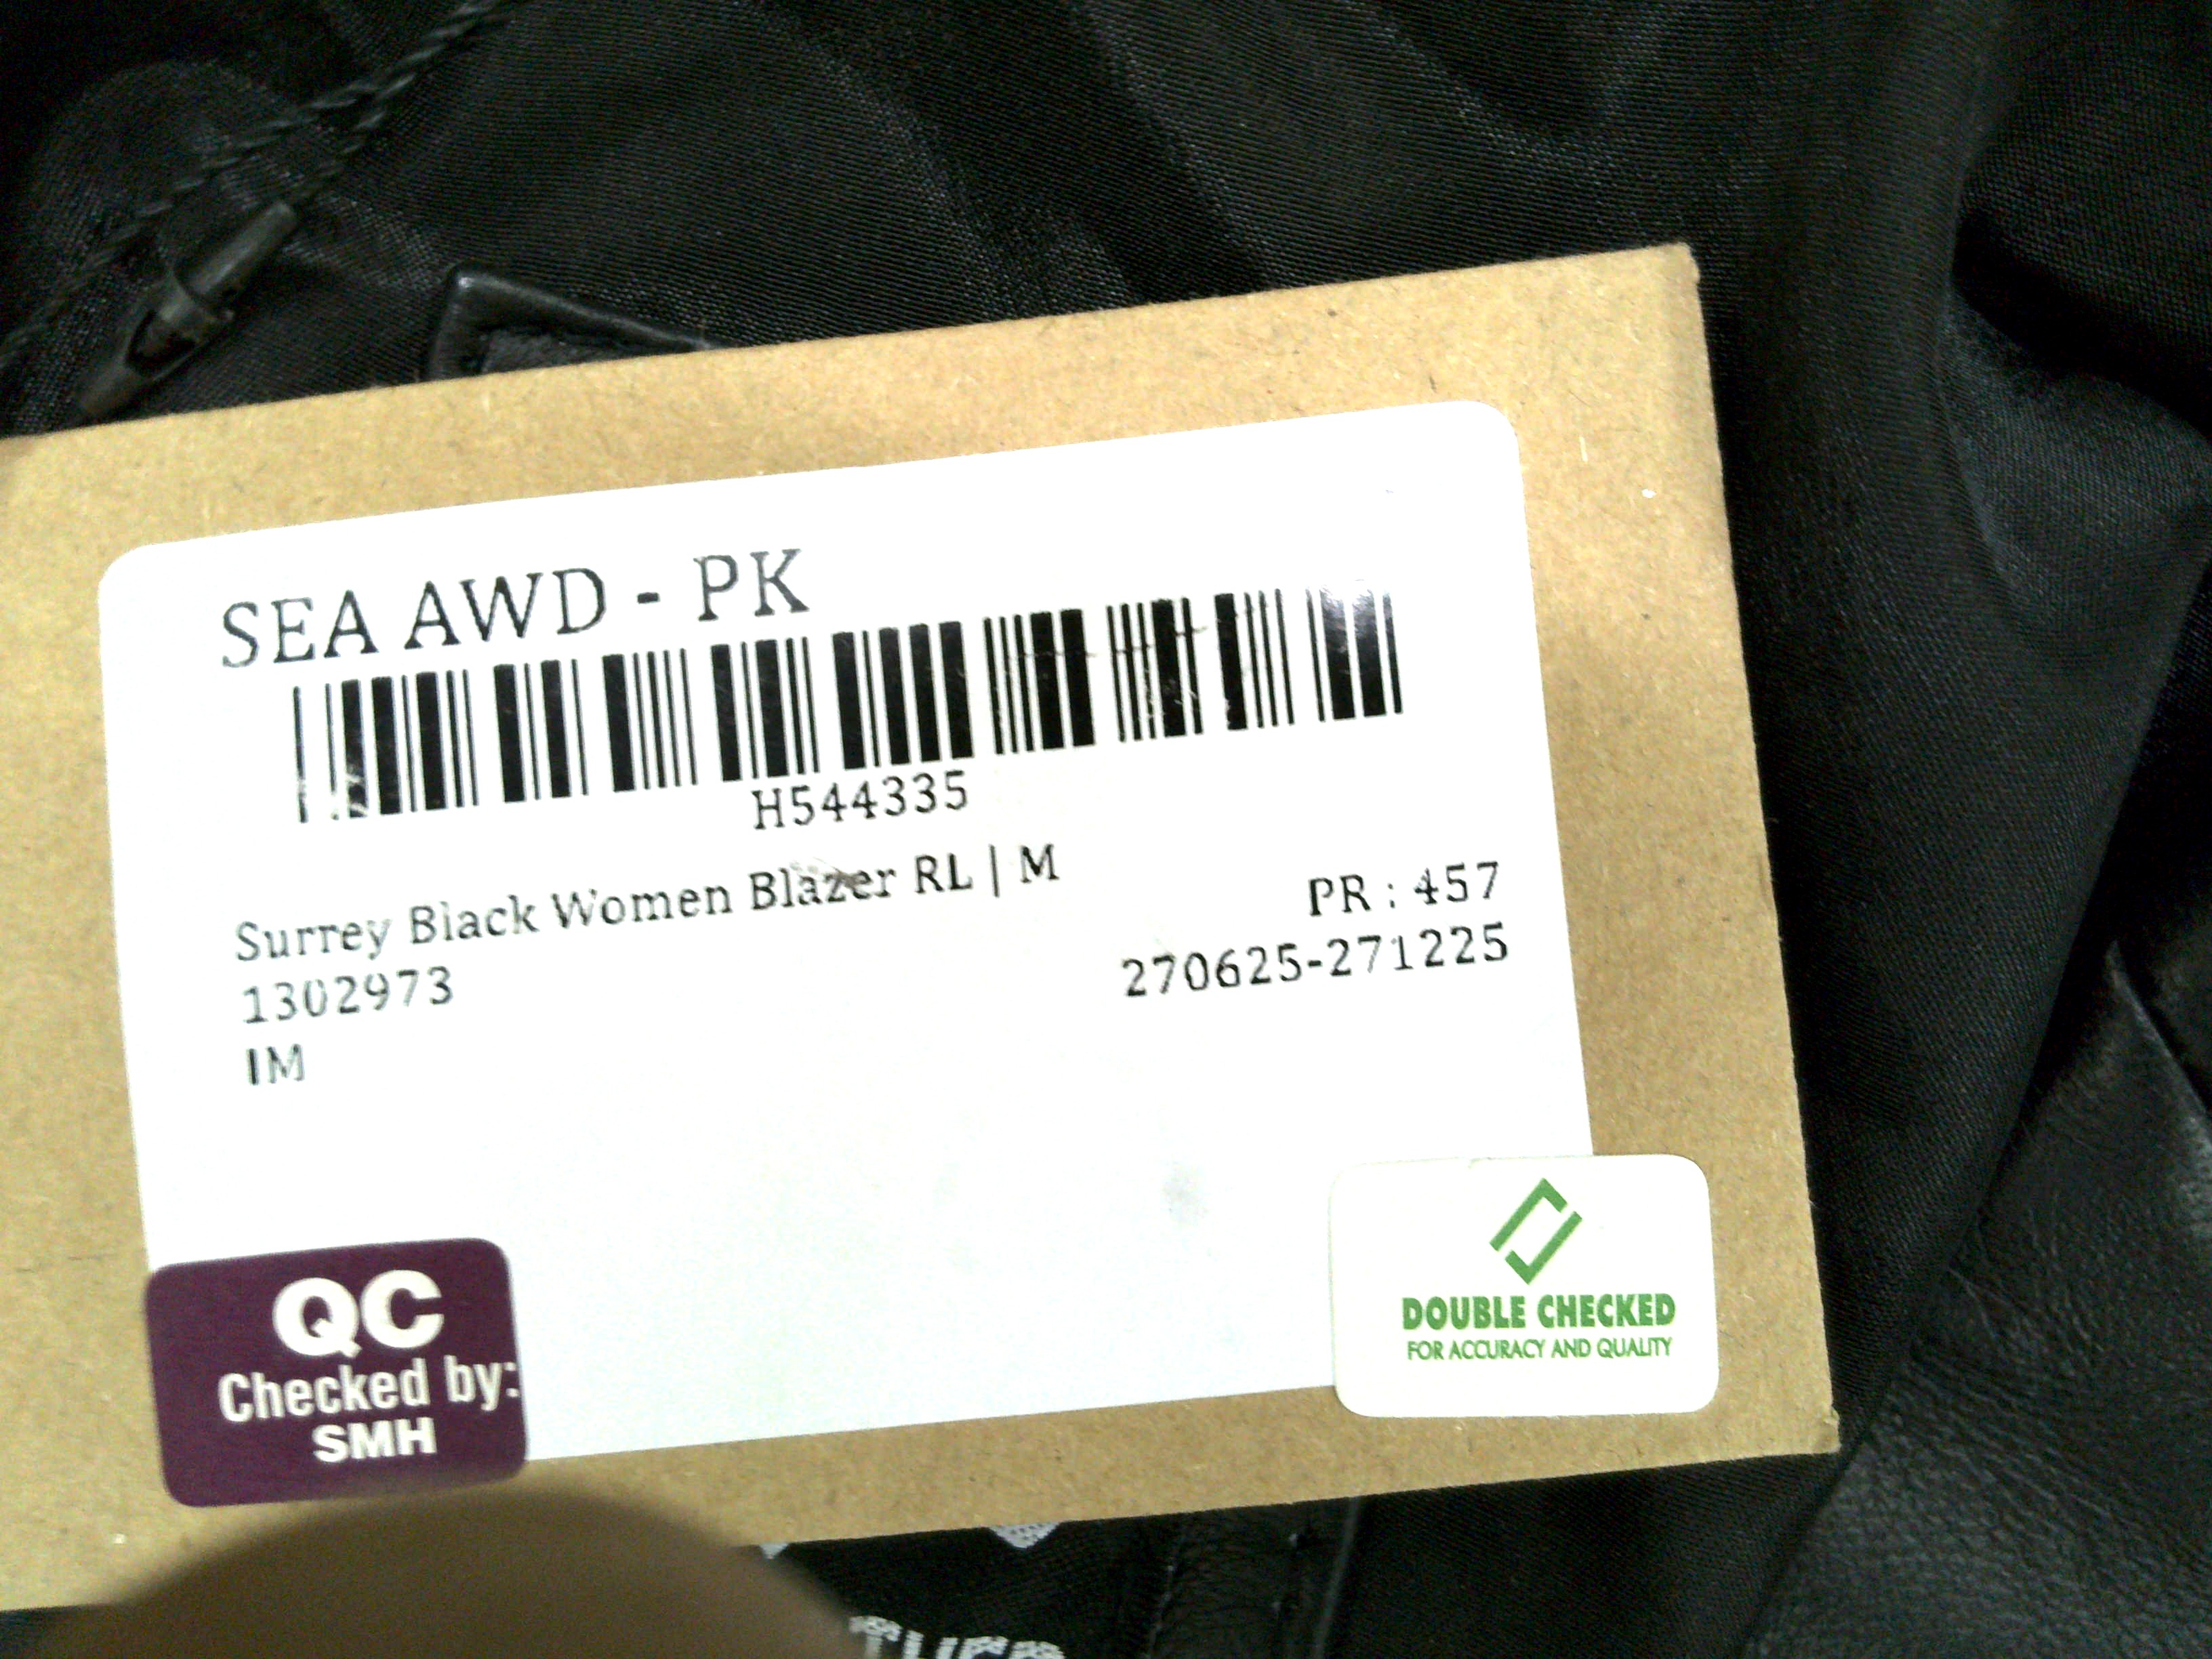 SEA AWD - PK
H544335
Surrey Black Women Blazer RL | M
PR : 457
1302973
270625-271225
IM
QC
Checked by:
SMH
DOUBLE CHECKED
FOR ACCURACY AND QUALITY